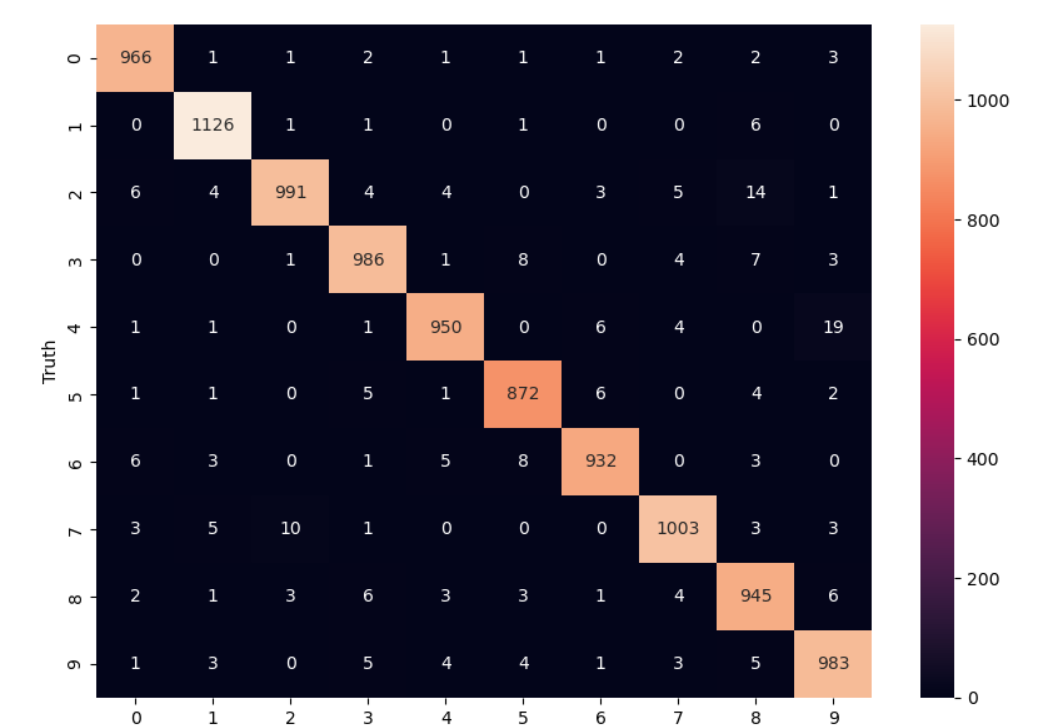 0 966 1 1 2 1 1 1 2 2 3
1 0 1126 1 1 0 1 0 0 6 0
2 6 4 991 4 4 0 3 5 14 1
3 0 0 1 986 1 8 0 4 7 3
4 1 1 0 1 950 0 6 4 0 19
5 1 1 0 5 1 872 6 0 4 2
6 6 3 0 1 5 8 932 0 3 0
7 3 5 10 1 0 0 0 1003 3 3
8 2 1 3 6 3 3 1 4 945 6
9 1 3 0 5 4 4 1 3 5 983
0 1 2 3 4 5 6 7 8 9
Truth
1000
800
600
400
200
0